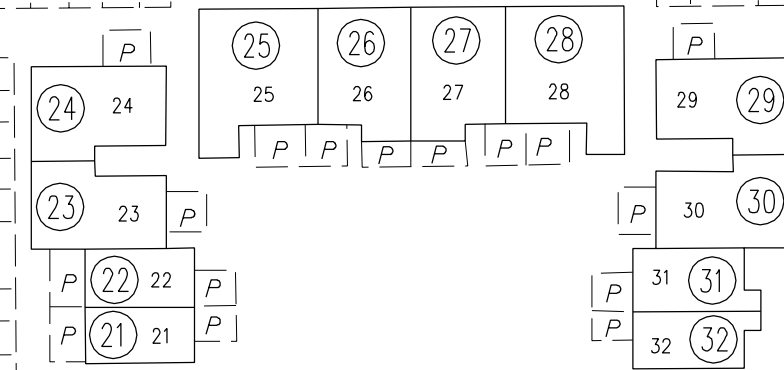 P
25 26 27 28
P
24 24
25 26 27 28
29 29
P P P P P P
23 23 P
P 30 30
P 22 22 P
P 31 31
P 21 21 P
P 32 32